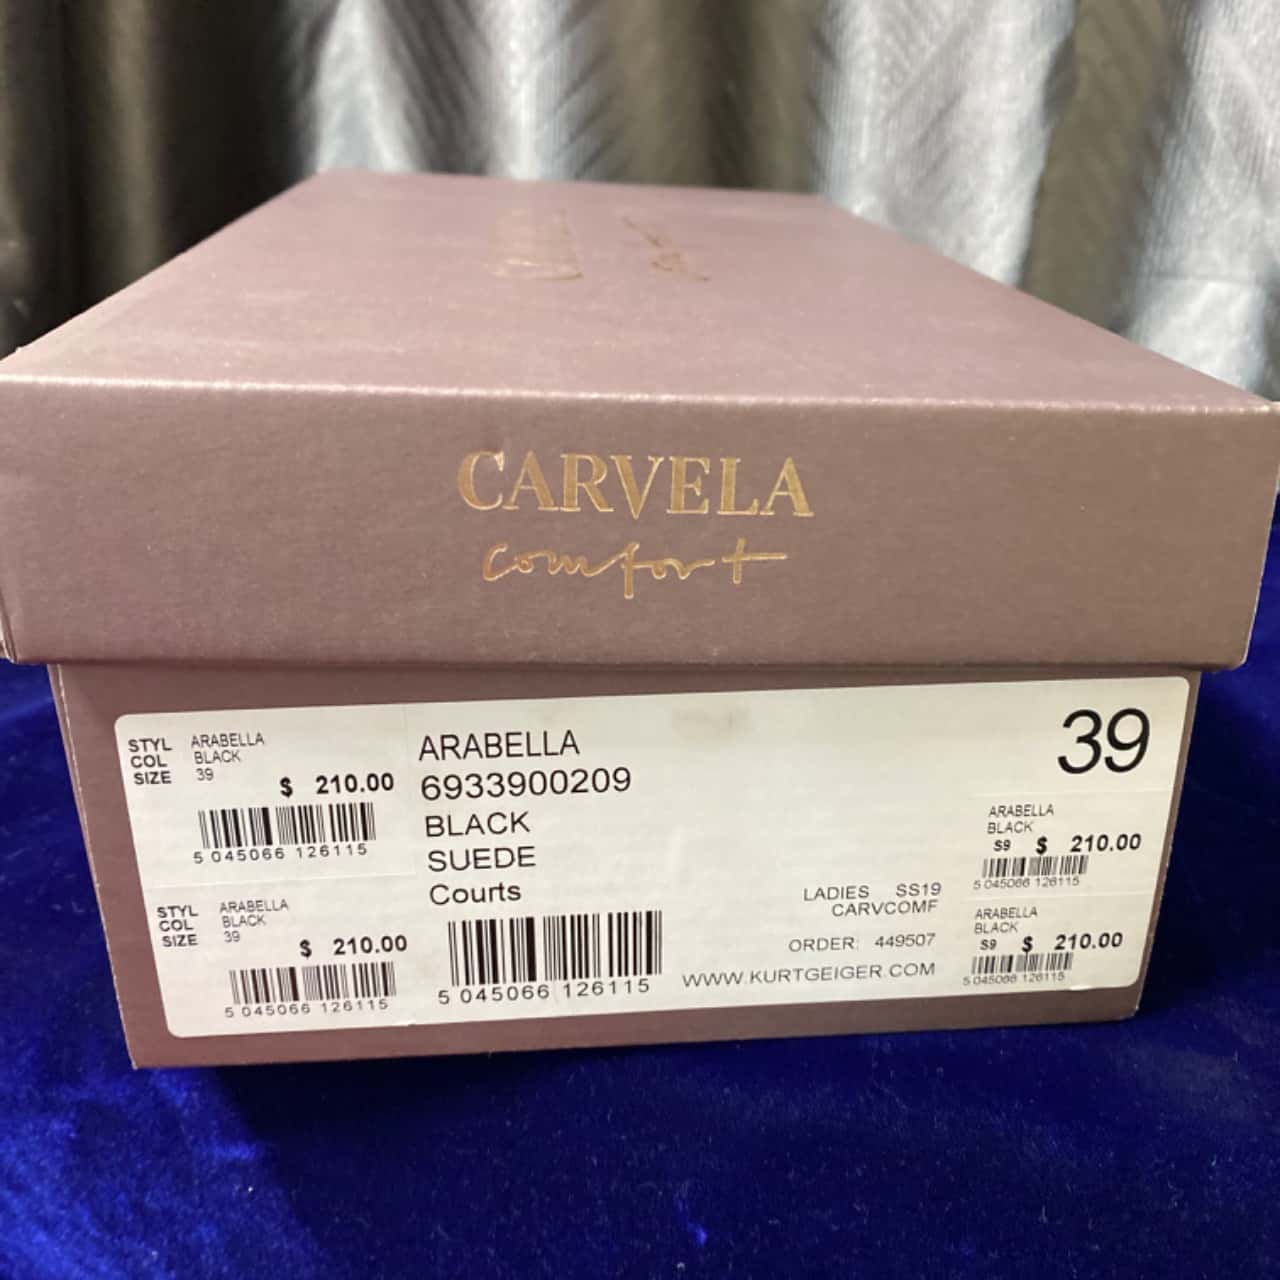 CARVELA
comfort
STYL ARABELLA
COL BLACK
SIZE 39
$ 210.00
5 045066 126115
STYL ARABELLA
COL BLACK
SIZE 39
$ 210.00
5 045066 126115
ARABELLA
6933900209
BLACK
SUEDE
Courts
5 045066 126115
39
LADIES SS19
CARVCOMF
ORDER: 449507
WWW.KURTGEIGER.COM
ARABELLA
BLACK
S9 $ 210.00
5 045066 126115
ARABELLA
BLACK
S9 $ 210.00
5 045066 126115